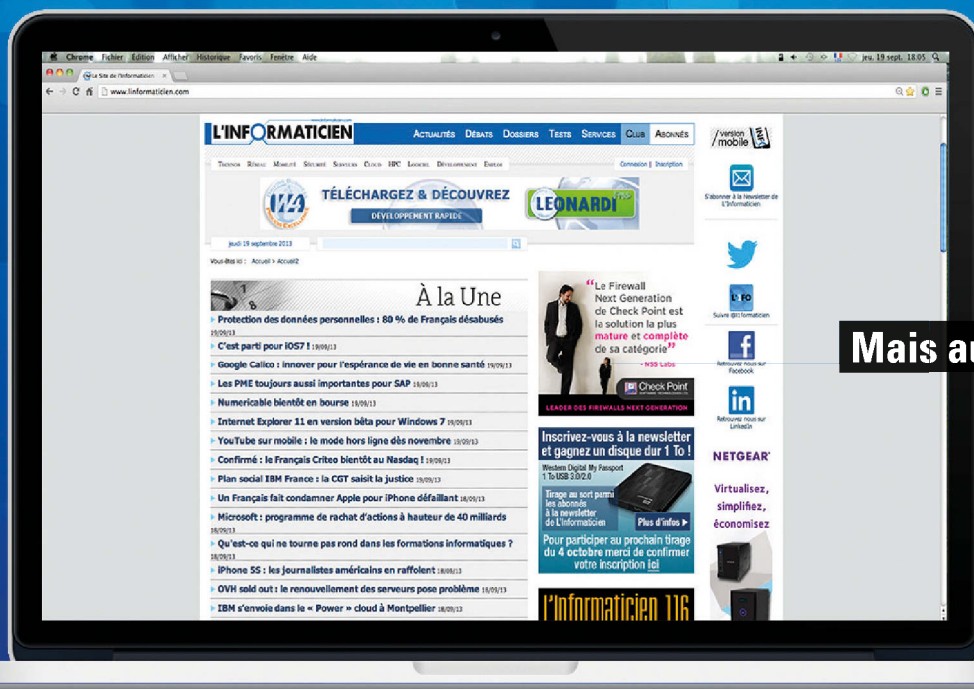 Chrome Fichier Édition Afficher Historique Favoris Fenêtre Aide
jeu. 19 sept. 18:05
Le Site de l'Informaticien
www.linformaticien.com
www.linformaticien.com
L'INFORMATICIEN
ACTUALITÉS DÉBATS DOSSIERS TESTS SERVICES CLUB ABONNÉS
version mobile
TRENDS RÉSEAU MOBILITÉ SÉCURITÉ SERVEURS CLOUD HPC LOGICIEL DÉVELOPPEMENT EMPLOI
Connexion | Inscription
TÉLÉCHARGEZ & DÉCOUVREZ
DÉVELOPPEMENT RAPIDE
LEONARDI
S'abonner à la Newsletter de L'Informaticien
jeudi 19 septembre 2013
Vous êtes ici : Accueil > Accueil2
À la Une
Protection des données personnelles : 80 % de Français désabusés
19/09/13
C'est parti pour iOS7 ! 19/09/13
Google Calico : innover pour l'espérance de vie en bonne santé 19/09/13
Les PME toujours aussi importantes pour SAP 19/09/13
Numericable bientôt en bourse 19/09/13
Internet Explorer 11 en version bêta pour Windows 7 19/09/13
YouTube sur mobile : le mode hors ligne dès novembre 19/09/13
Confirmé : le Français Criteo bientôt au Nasdaq ! 19/09/13
Plan social IBM France : la CGT saisit la justice 19/09/13
Un Français fait condamner Apple pour iPhone défaillant 18/09/13
Microsoft : programme de rachat d'actions à hauteur de 40 milliards
18/09/13
Qu'est-ce qui ne tourne pas rond dans les formations informatiques ?
18/09/13
iPhone 5S : les journalistes américains en raffolent 18/09/13
OVH sold out : le renouvellement des serveurs pose problème 18/09/13
IBM s'envoie dans le « Power » cloud à Montpellier 18/09/13
“Le Firewall
Next Generation
de Check Point est
la solution la plus
mature et complète
de sa catégorie”
- NSS Labs
Check Point
LEADER DES FIREWALLS NEXT GENERATION
Inscrivez-vous à la newsletter
et gagnez un disque dur 1 To !
Western Digital My Passport
1 To USB 3.0/2.0
Tirage au sort parmi
les abonnés
à la newsletter
de L'Informaticien
Plus d'infos
Pour participer au prochain tirage
du 4 octobre merci de confirmer
votre inscription ici
l'Informaticien 116
L'INFO
Suivre @l'Informaticien
Retrouvez nous sur
Facebook
Retrouvez nous sur
LinkedIn
NETGEAR
Virtualisez,
simplifiez,
économisez
Mais au